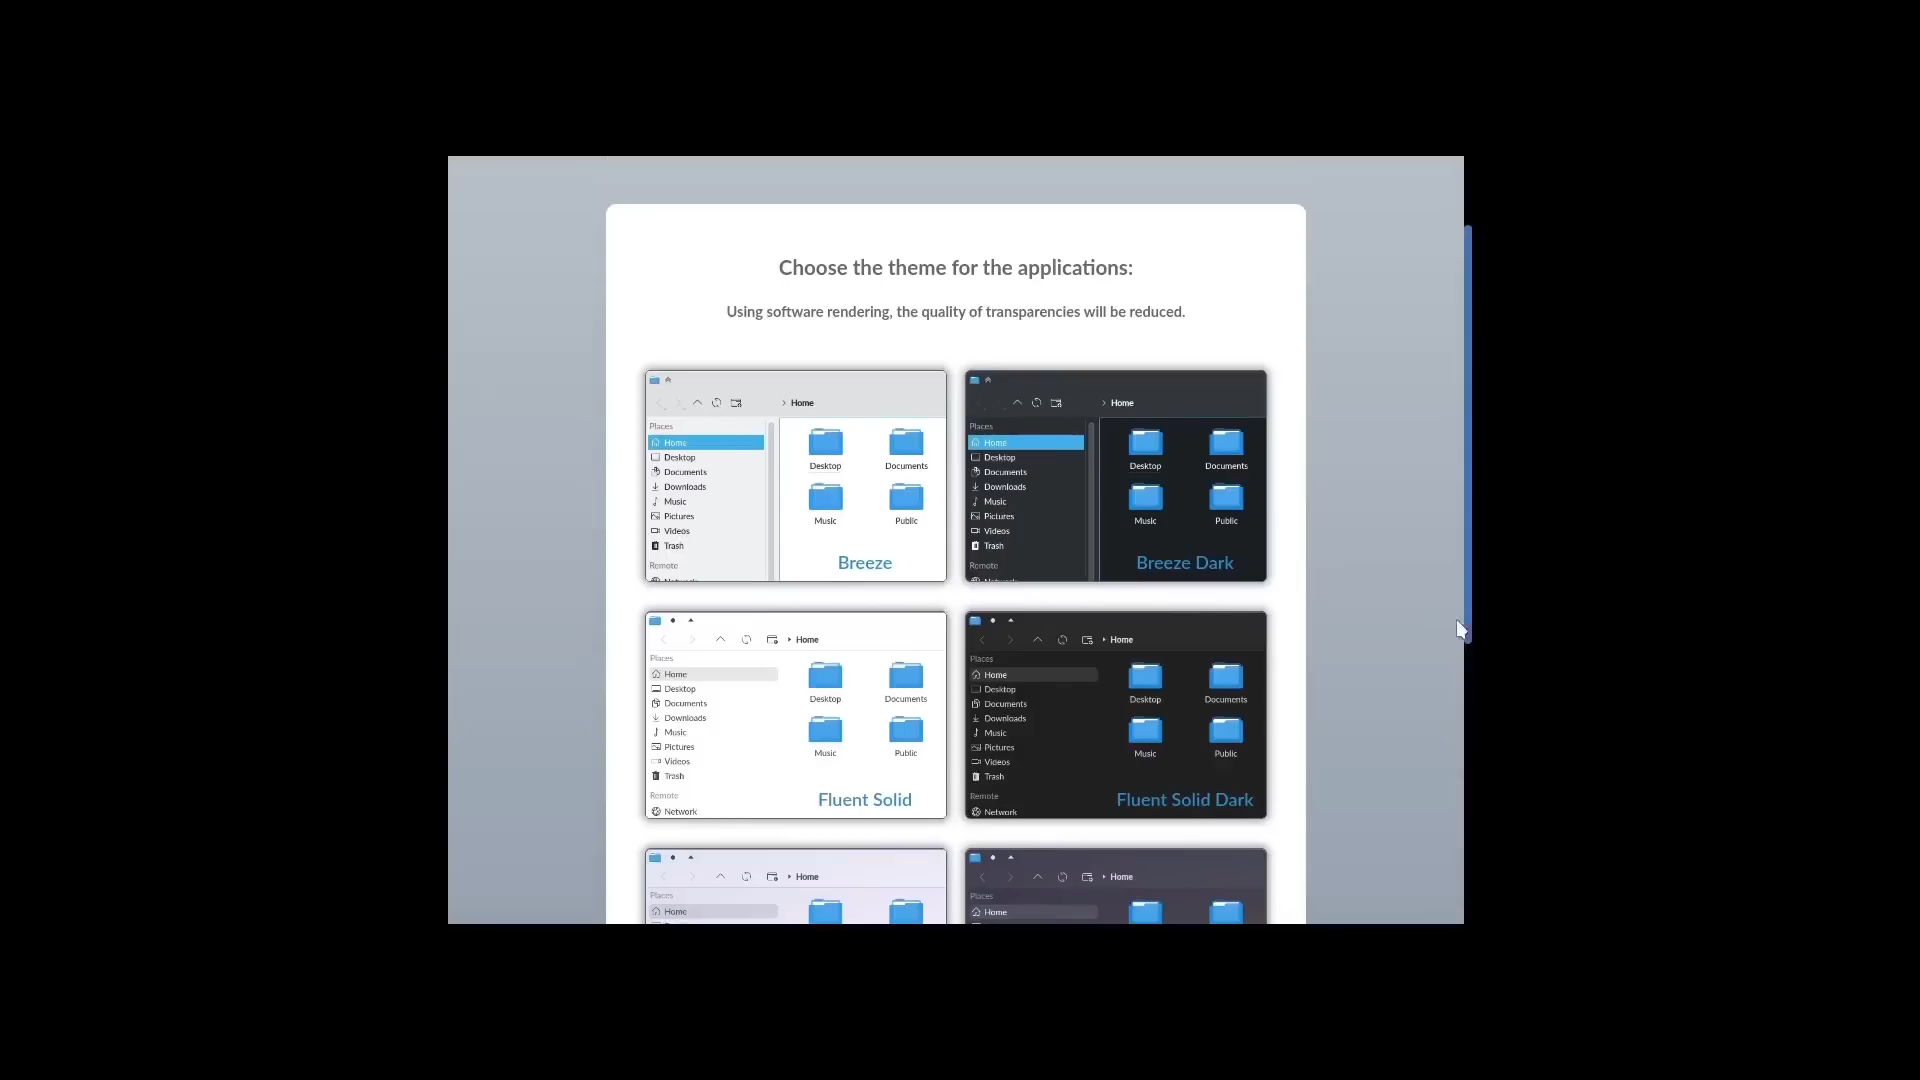 Choose the theme for the applications:
Using software rendering, the quality of transparencies will be reduced.
Home
Places
Home
Desktop
Documents
Downloads
Music
Pictures
Videos
Trash
Remote
Desktop
Documents
Music
Public
Breeze
Home
Places
Home
Desktop
Documents
Downloads
Music
Pictures
Videos
Trash
Remote
Desktop
Documents
Music
Public
Breeze Dark
Home
Places
Home
Desktop
Documents
Downloads
Music
Pictures
Videos
Trash
Remote
Network
Desktop
Documents
Music
Public
Fluent Solid
Home
Places
Home
Desktop
Documents
Downloads
Music
Pictures
Videos
Trash
Remote
Network
Desktop
Documents
Music
Public
Fluent Solid Dark
Home
Places
Home
Home
Places
Home